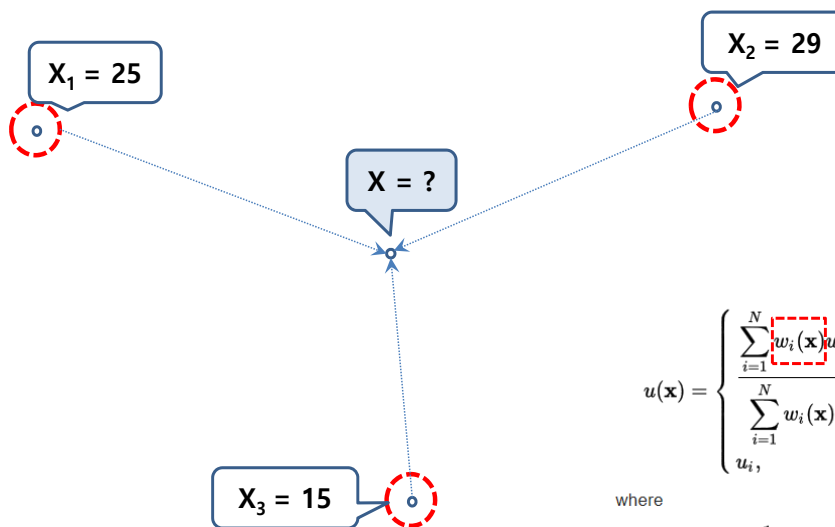 X₁ = 25
X₂ = 29
X = ?
X₃ = 15
N
∑ wᵢ(𝐱)u
i=1
u(𝐱) = {
N
∑ wᵢ(𝐱)
i=1
uᵢ,
where